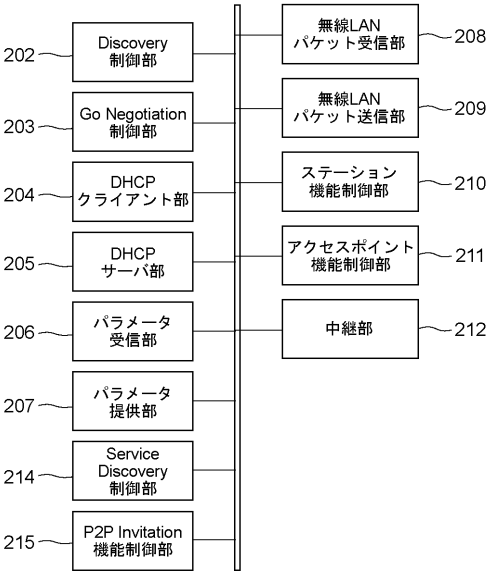 202
Discovery
制御部
203
Go Negotiation
制御部
204
DHCP
クライアント部
205
DHCP
サーバ部
206
パラメータ
受信部
207
パラメータ
提供部
214
Service
Discovery
制御部
215
P2P Invitation
機能制御部
無線LAN
パケット受信部
208
無線LAN
パケット送信部
209
ステーション
機能制御部
210
アクセスポイント
機能制御部
211
中継部
212